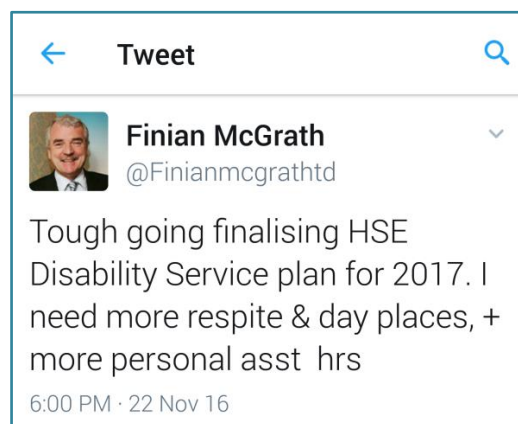 Tweet
Finian McGrath
@Finianmcgrathtd
Tough going finalising HSE
Disability Service plan for 2017. I
need more respite & day places, +
more personal asst  hrs
6:00 PM · 22 Nov 16